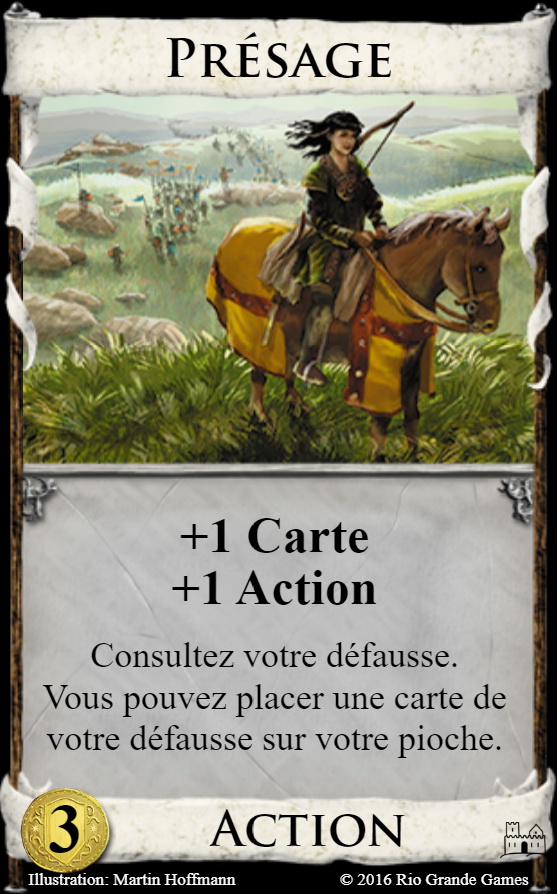 Présage
+1 Carte
+1 Action
Consultez votre défausse.
Vous pouvez placer une carte de
votre défausse sur votre pioche.
3
Action
Illustration: Martin Hoffmann © 2016 Rio Grande Games